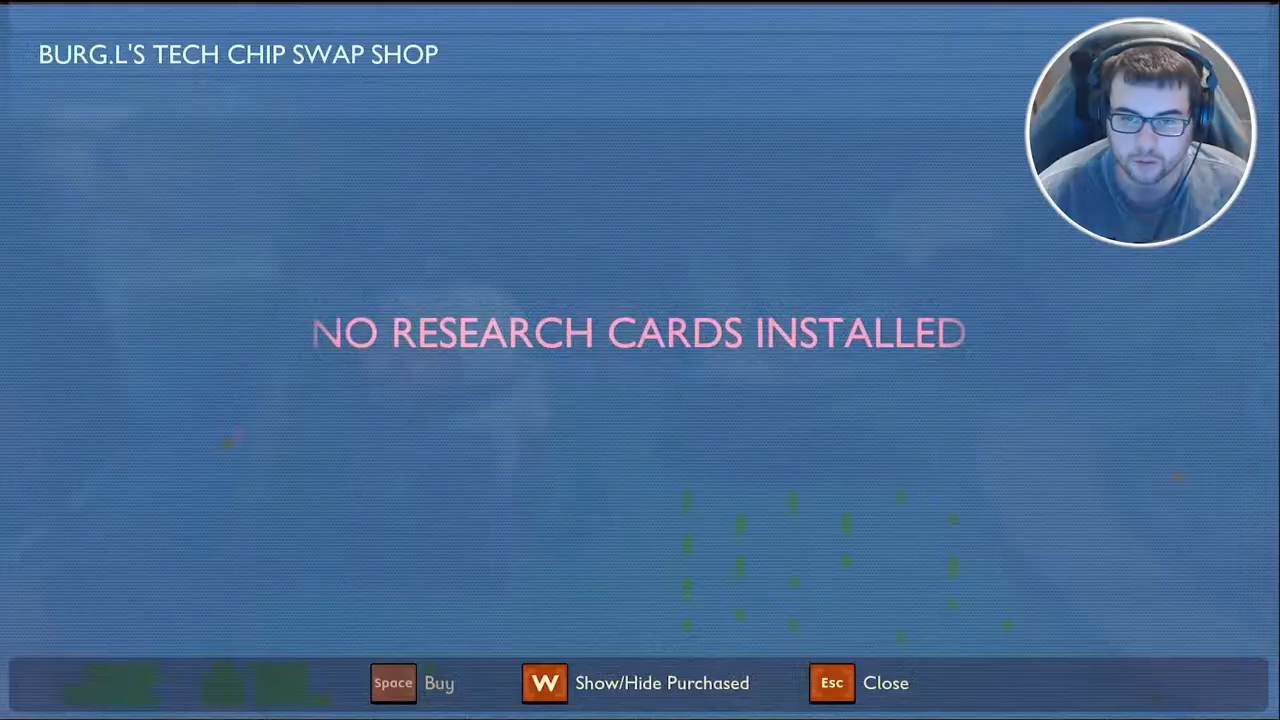 BURG.L'S TECH CHIP SWAP SHOP
NO RESEARCH CARDS INSTALLED
Space Buy W Show/Hide Purchased Esc Close